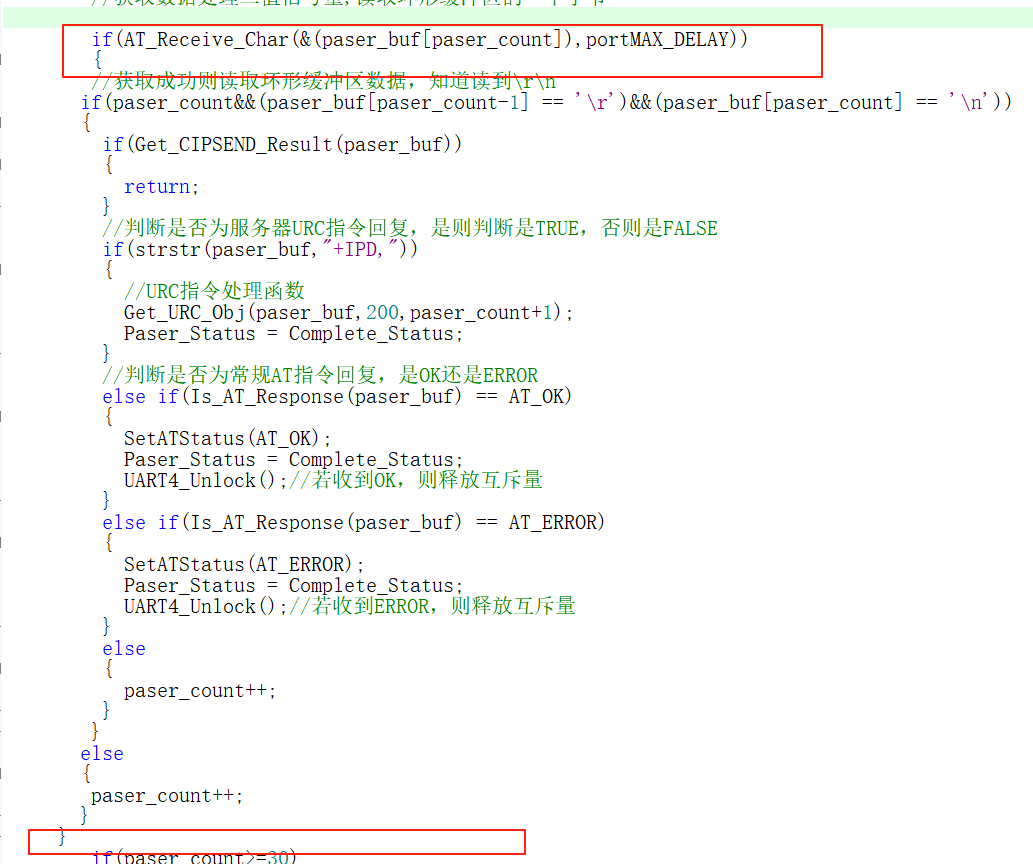 //获取数据处理二值信号量,读取环形缓冲区的一个字节
if(AT_Receive_Char(&(paser_buf[paser_count]),portMAX_DELAY))
{
//获取成功则读取环形缓冲区数据，知道读到\r\n
if(paser_count&&(paser_buf[paser_count-1] == '\r')&&(paser_buf[paser_count] == '\n'))
{
if(Get_CIPSEND_Result(paser_buf))
{
return;
}
//判断是否为服务器URC指令回复，是则判断是TRUE，否则是FALSE
if(strstr(paser_buf,"+IPD,"))
{
//URC指令处理函数
Get_URC_Obj(paser_buf,200,paser_count+1);
Paser_Status = Complete_Status;
}
//判断是否为常规AT指令回复，是OK还是ERROR
else if(Is_AT_Response(paser_buf) == AT_OK)
{
SetATStatus(AT_OK);
Paser_Status = Complete_Status;
UART4_Unlock();//若收到OK，则释放互斥量
}
else if(Is_AT_Response(paser_buf) == AT_ERROR)
{
SetATStatus(AT_ERROR);
Paser_Status = Complete_Status;
UART4_Unlock();//若收到ERROR，则释放互斥量
}
else
{
paser_count++;
}
}
else
{
paser_count++;
}
}
if(paser_count>=30)